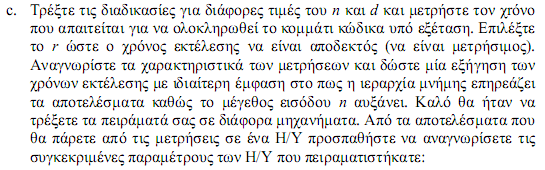 c. Τρέξτε τις διαδικασίες για διάφορες τιμές του n και d και μετρήστε τον χρόνο
που απαιτείται για να ολοκληρωθεί το κομμάτι κώδικα υπό εξέταση. Επιλέξτε
το r ώστε ο χρόνος εκτέλεσης να είναι αποδεκτός (να είναι μετρήσιμος).
Αναγνωρίστε τα χαρακτηριστικά των μετρήσεων και δώστε μία εξήγηση των
χρόνων εκτέλεσης με ιδιαίτερη έμφαση στο πως η ιεραρχία μνήμης επηρεάζει
τα αποτελέσματα καθώς το μέγεθος εισόδου n αυξάνει. Καλό θα ήταν να
τρέξετε τα πειράματά σας σε διάφορα μηχανήματα. Από τα αποτελέσματα που
θα πάρετε από τις μετρήσεις σε ένα Η/Υ προσπαθήστε να αναγνωρίσετε τις
συγκεκριμένες παραμέτρους των Η/Υ που πειραματιστήκατε: